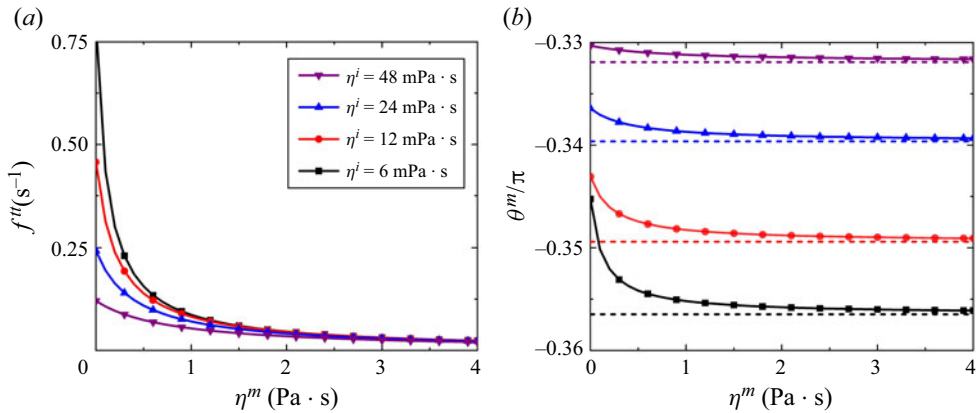 (a)
0.75
0.50
0.25
0
1
2
3
4
f^tt (s⁻¹)
η^m (Pa · s)
η^i = 48 mPa · s
η^i = 24 mPa · s
η^i = 12 mPa · s
η^i = 6 mPa · s
(b)
−0.33
−0.34
−0.35
−0.36
0
1
2
3
4
θ^m/π
η^m (Pa · s)